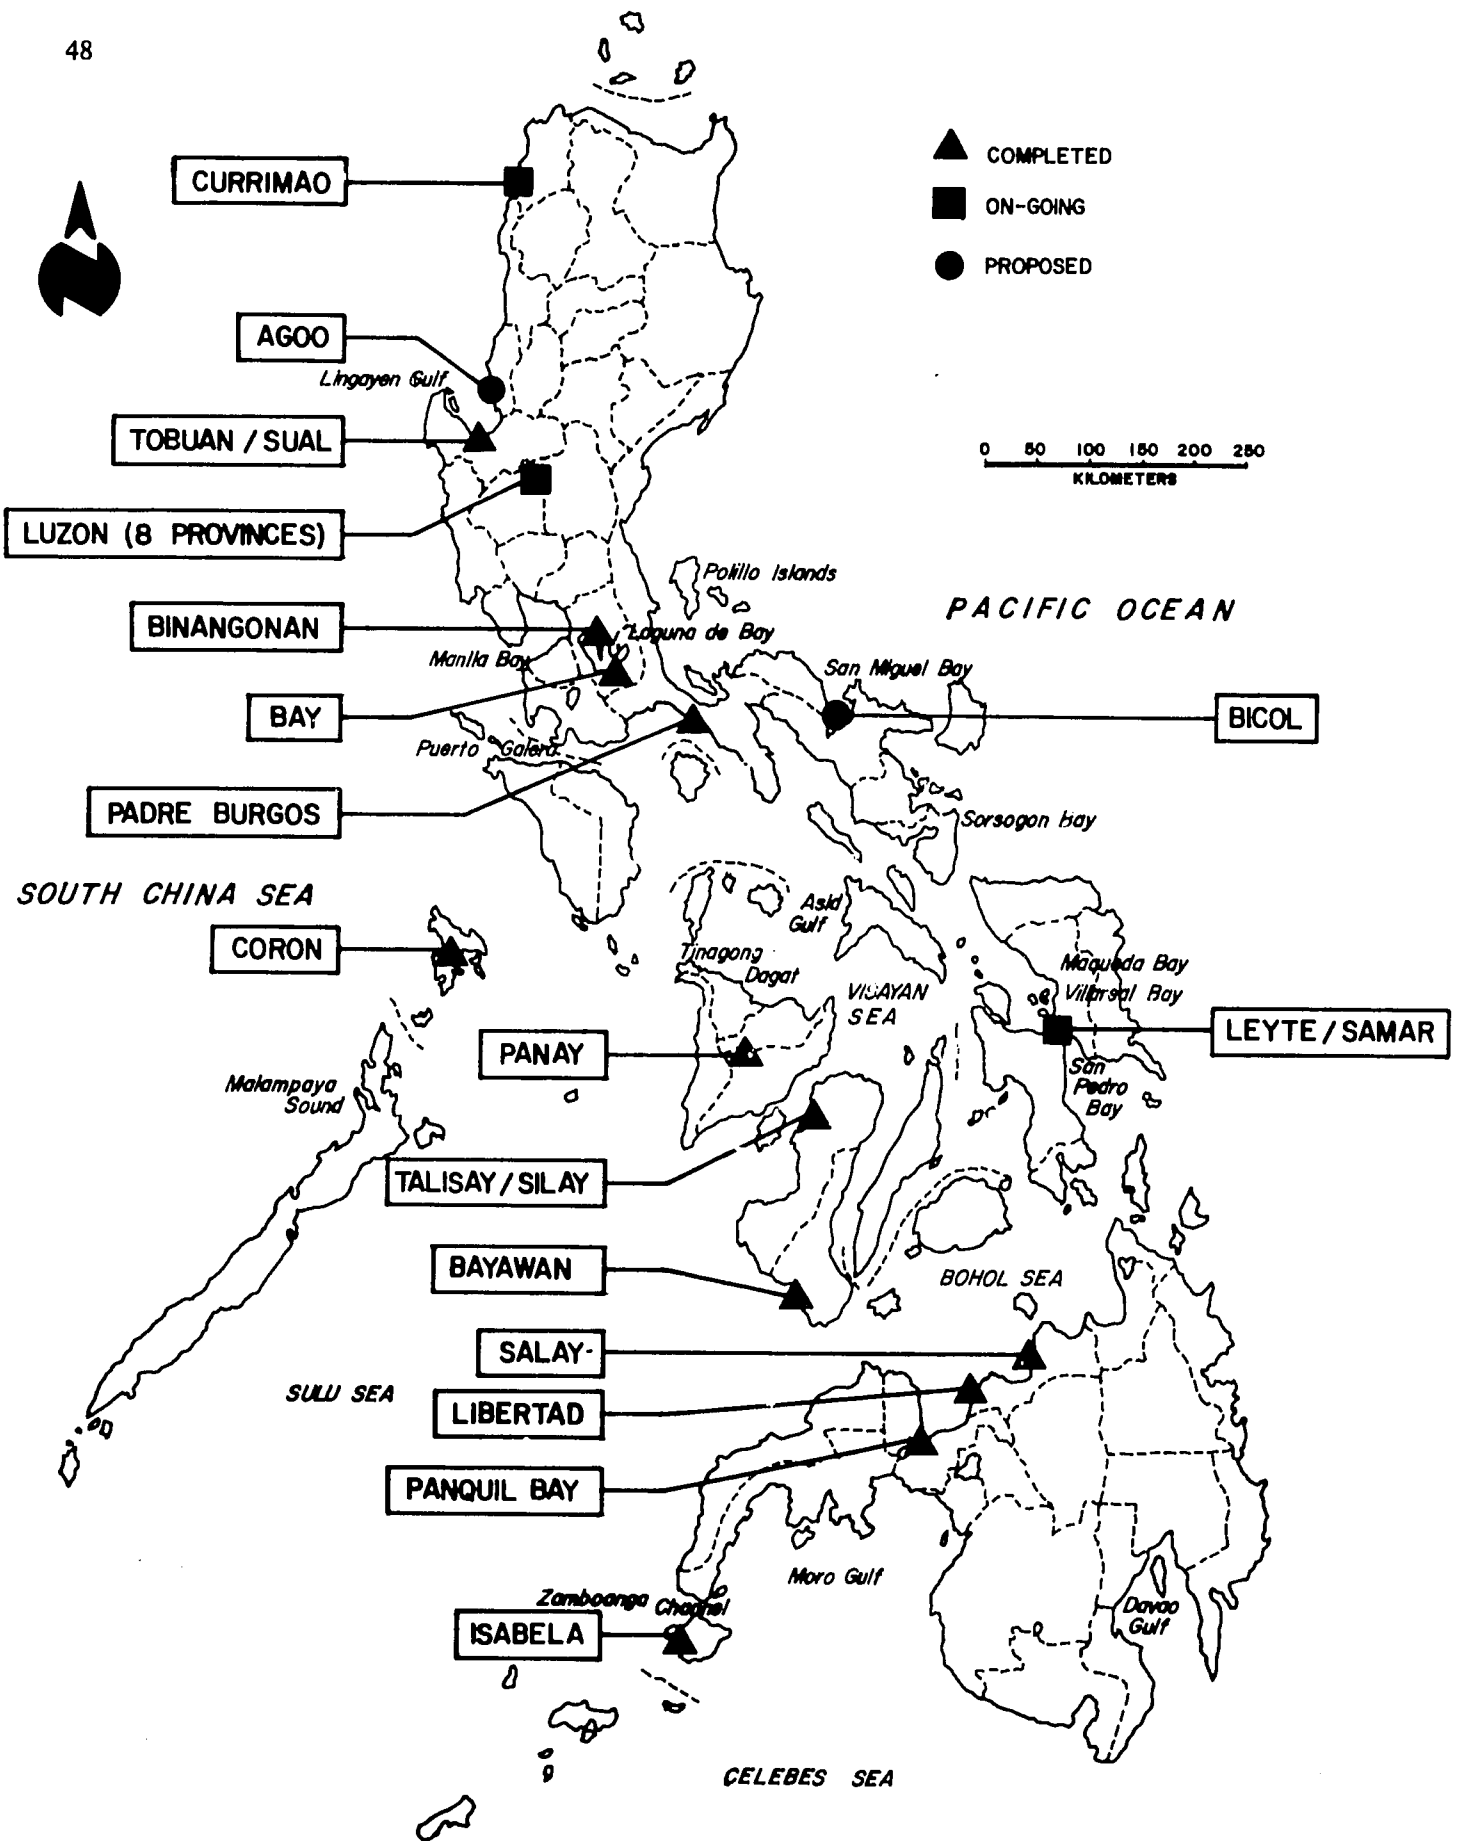 48
COMPLETED
ON-GOING
PROPOSED
CURRIMAO
AGOO
Lingayen Gulf
TOBUAN / SUAL
0 50 100 150 200 250
KILOMETERS
LUZON (8 PROVINCES)
Polillo Islands
PACIFIC OCEAN
BINANGONAN
Laguna de Bay
Manila Bay
San Miguel Bay
BAY
BICOL
Puerto Galera
PADRE BURGOS
Sorsogon Bay
SOUTH CHINA SEA
Asid
Gulf
CORON
Tinagong
Dagat
Maqueda Bay
Villarsal Bay
VISAYAN
SEA
LEYTE / SAMAR
PANAY
San
Pedro
Bay
Malampaya
Sound
TALISAY / SILAY
BAYAWAN
BOHOL SEA
SALAY-
SULU SEA
LIBERTAD
PANQUIL BAY
Moro Gulf
Zamboanga Channel
Davao
Gulf
ISABELA
CELEBES SEA